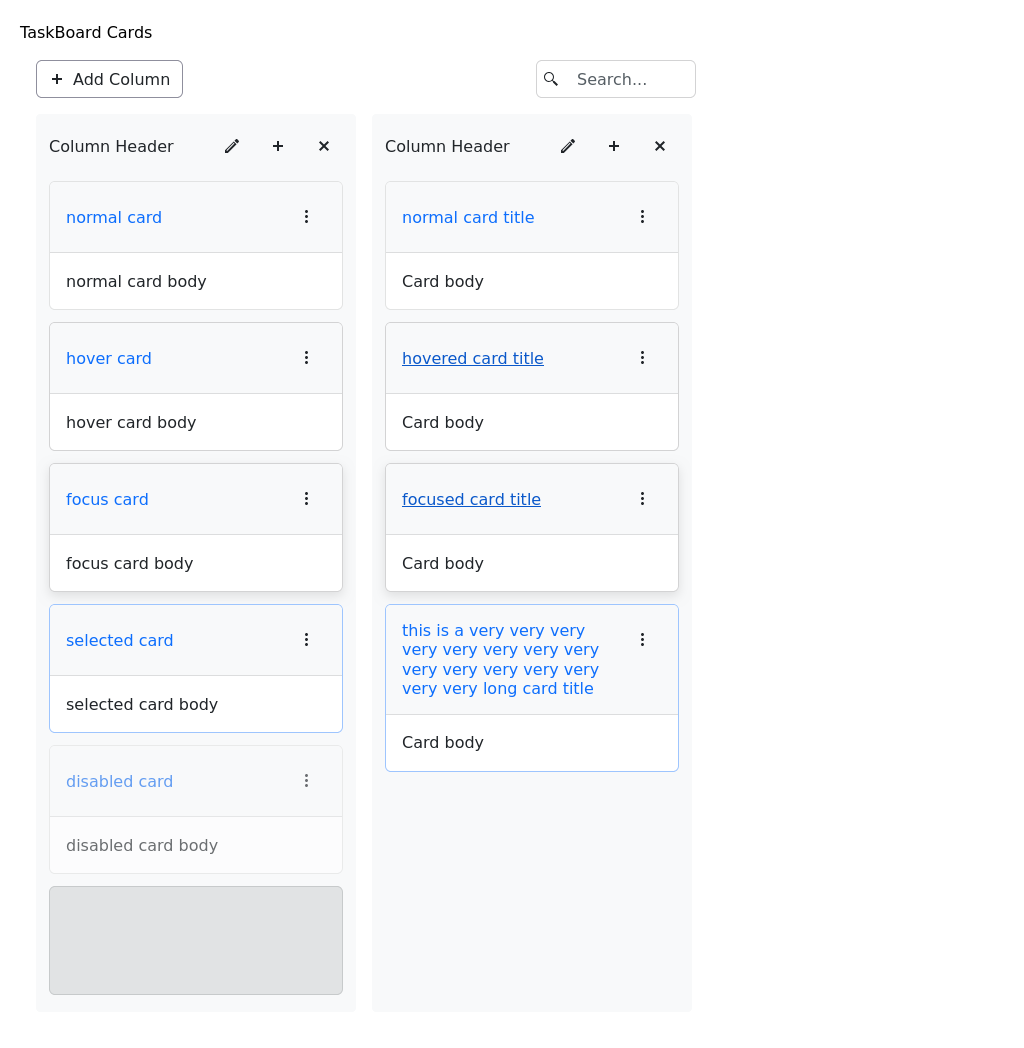 TaskBoard Cards
Add Column
Search...
Column Header
normal card
normal card body
hover card
hover card body
focus card
focus card body
selected card
selected card body
disabled card
disabled card body
Column Header
normal card title
Card body
hovered card title
Card body
focused card title
Card body
this is a very very very
very very very very very
very very very very very
very very long card title
Card body